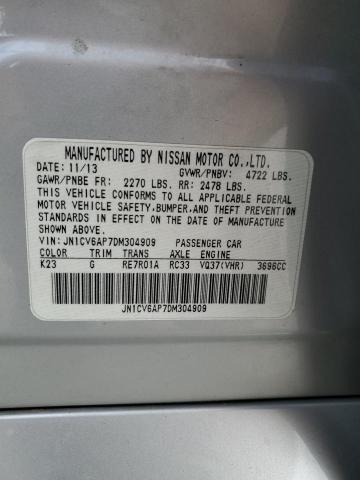 MANUFACTURED BY NISSAN MOTOR CO.,LTD.
DATE: 11/13 GVWR/PNBV: 4722 LBS.
GAWR/PNBE FR: 2270 LBS. RR: 2478 LBS.
THIS VEHICLE CONFORMS TO ALL APPLICABLE FEDERAL
MOTOR VEHICLE SAFETY,BUMPER,AND THEFT PREVENTION
STANDARDS IN EFFECT ON THE DATE OF MANUFACTURE
SHOWN ABOVE.
VIN: JN1CV6AP7DM304909 PASSENGER CAR
COLOR TRIM TRANS AXLE ENGINE
K23 G RE7R01A RC33 VQ37(VHR) 3696CC
JN1CV6AP7DM304909